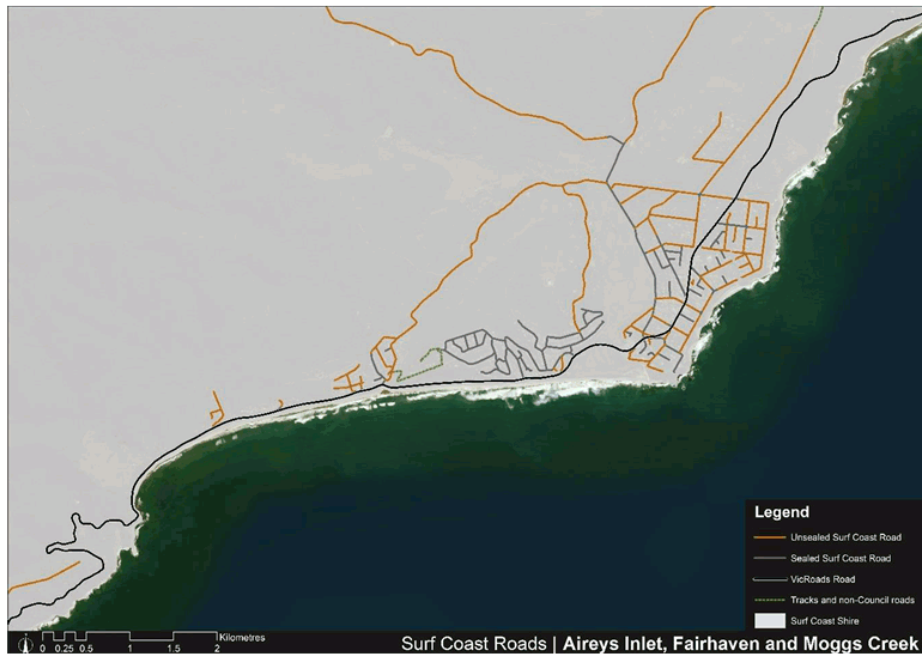 Legend
Unsealed Surf Coast Road
Sealed Surf Coast Road
VicRoads Road
Tracks and non-Council roads
Surf Coast Shire
Kilometres
0 0.25 0.5 1 1.5 2
Surf Coast Roads | Aireys Inlet, Fairhaven and Moggs Creek